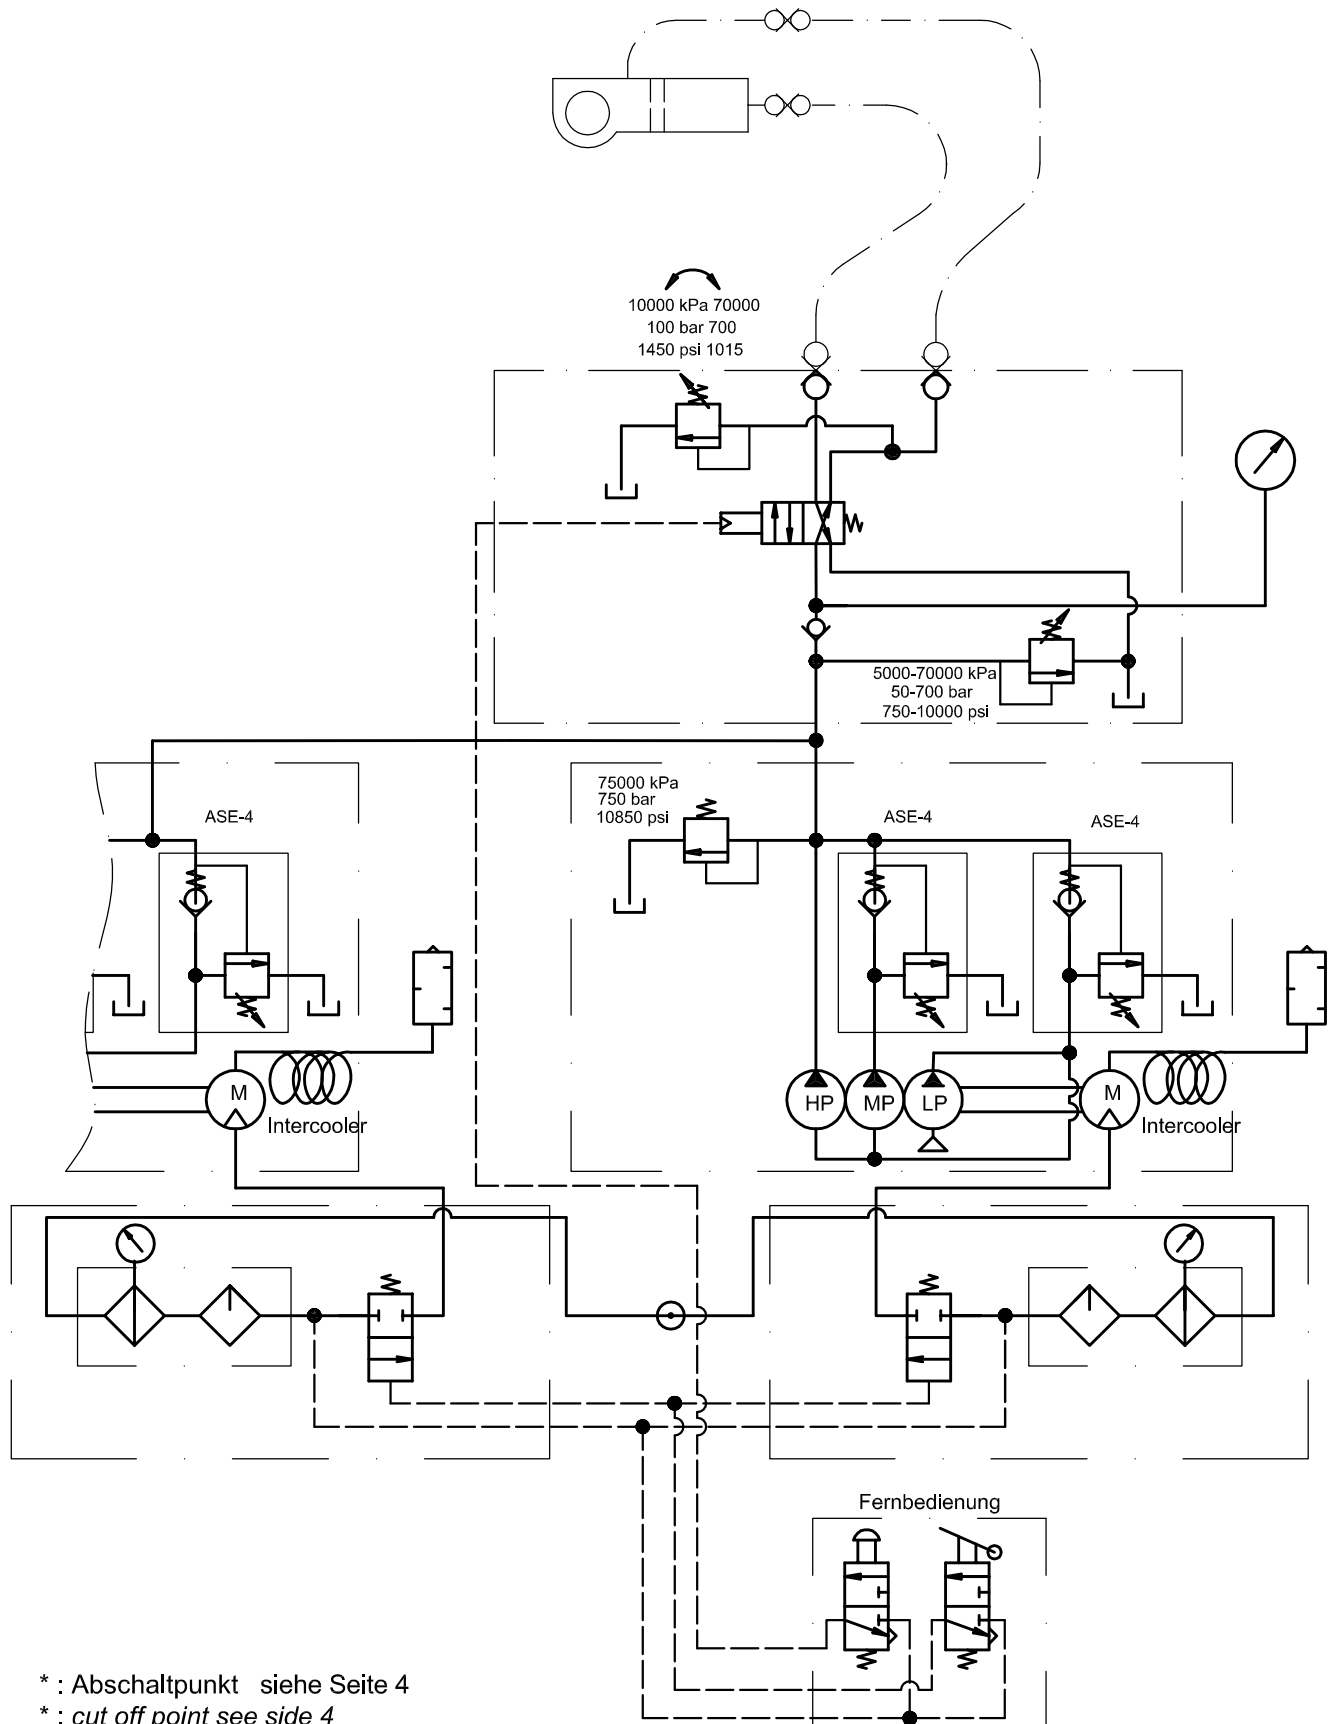 10000 kPa 70000
100 bar 700
1450 psi 1015
5000-70000 kPa
50-700 bar
750-10000 psi
75000 kPa
750 bar
10850 psi
ASE-4
ASE-4
ASE-4
M
Intercooler
HP
MP
LP
M
Intercooler
Fernbedienung
* : Abschaltpunkt siehe Seite 4
* : cut off point see side 4